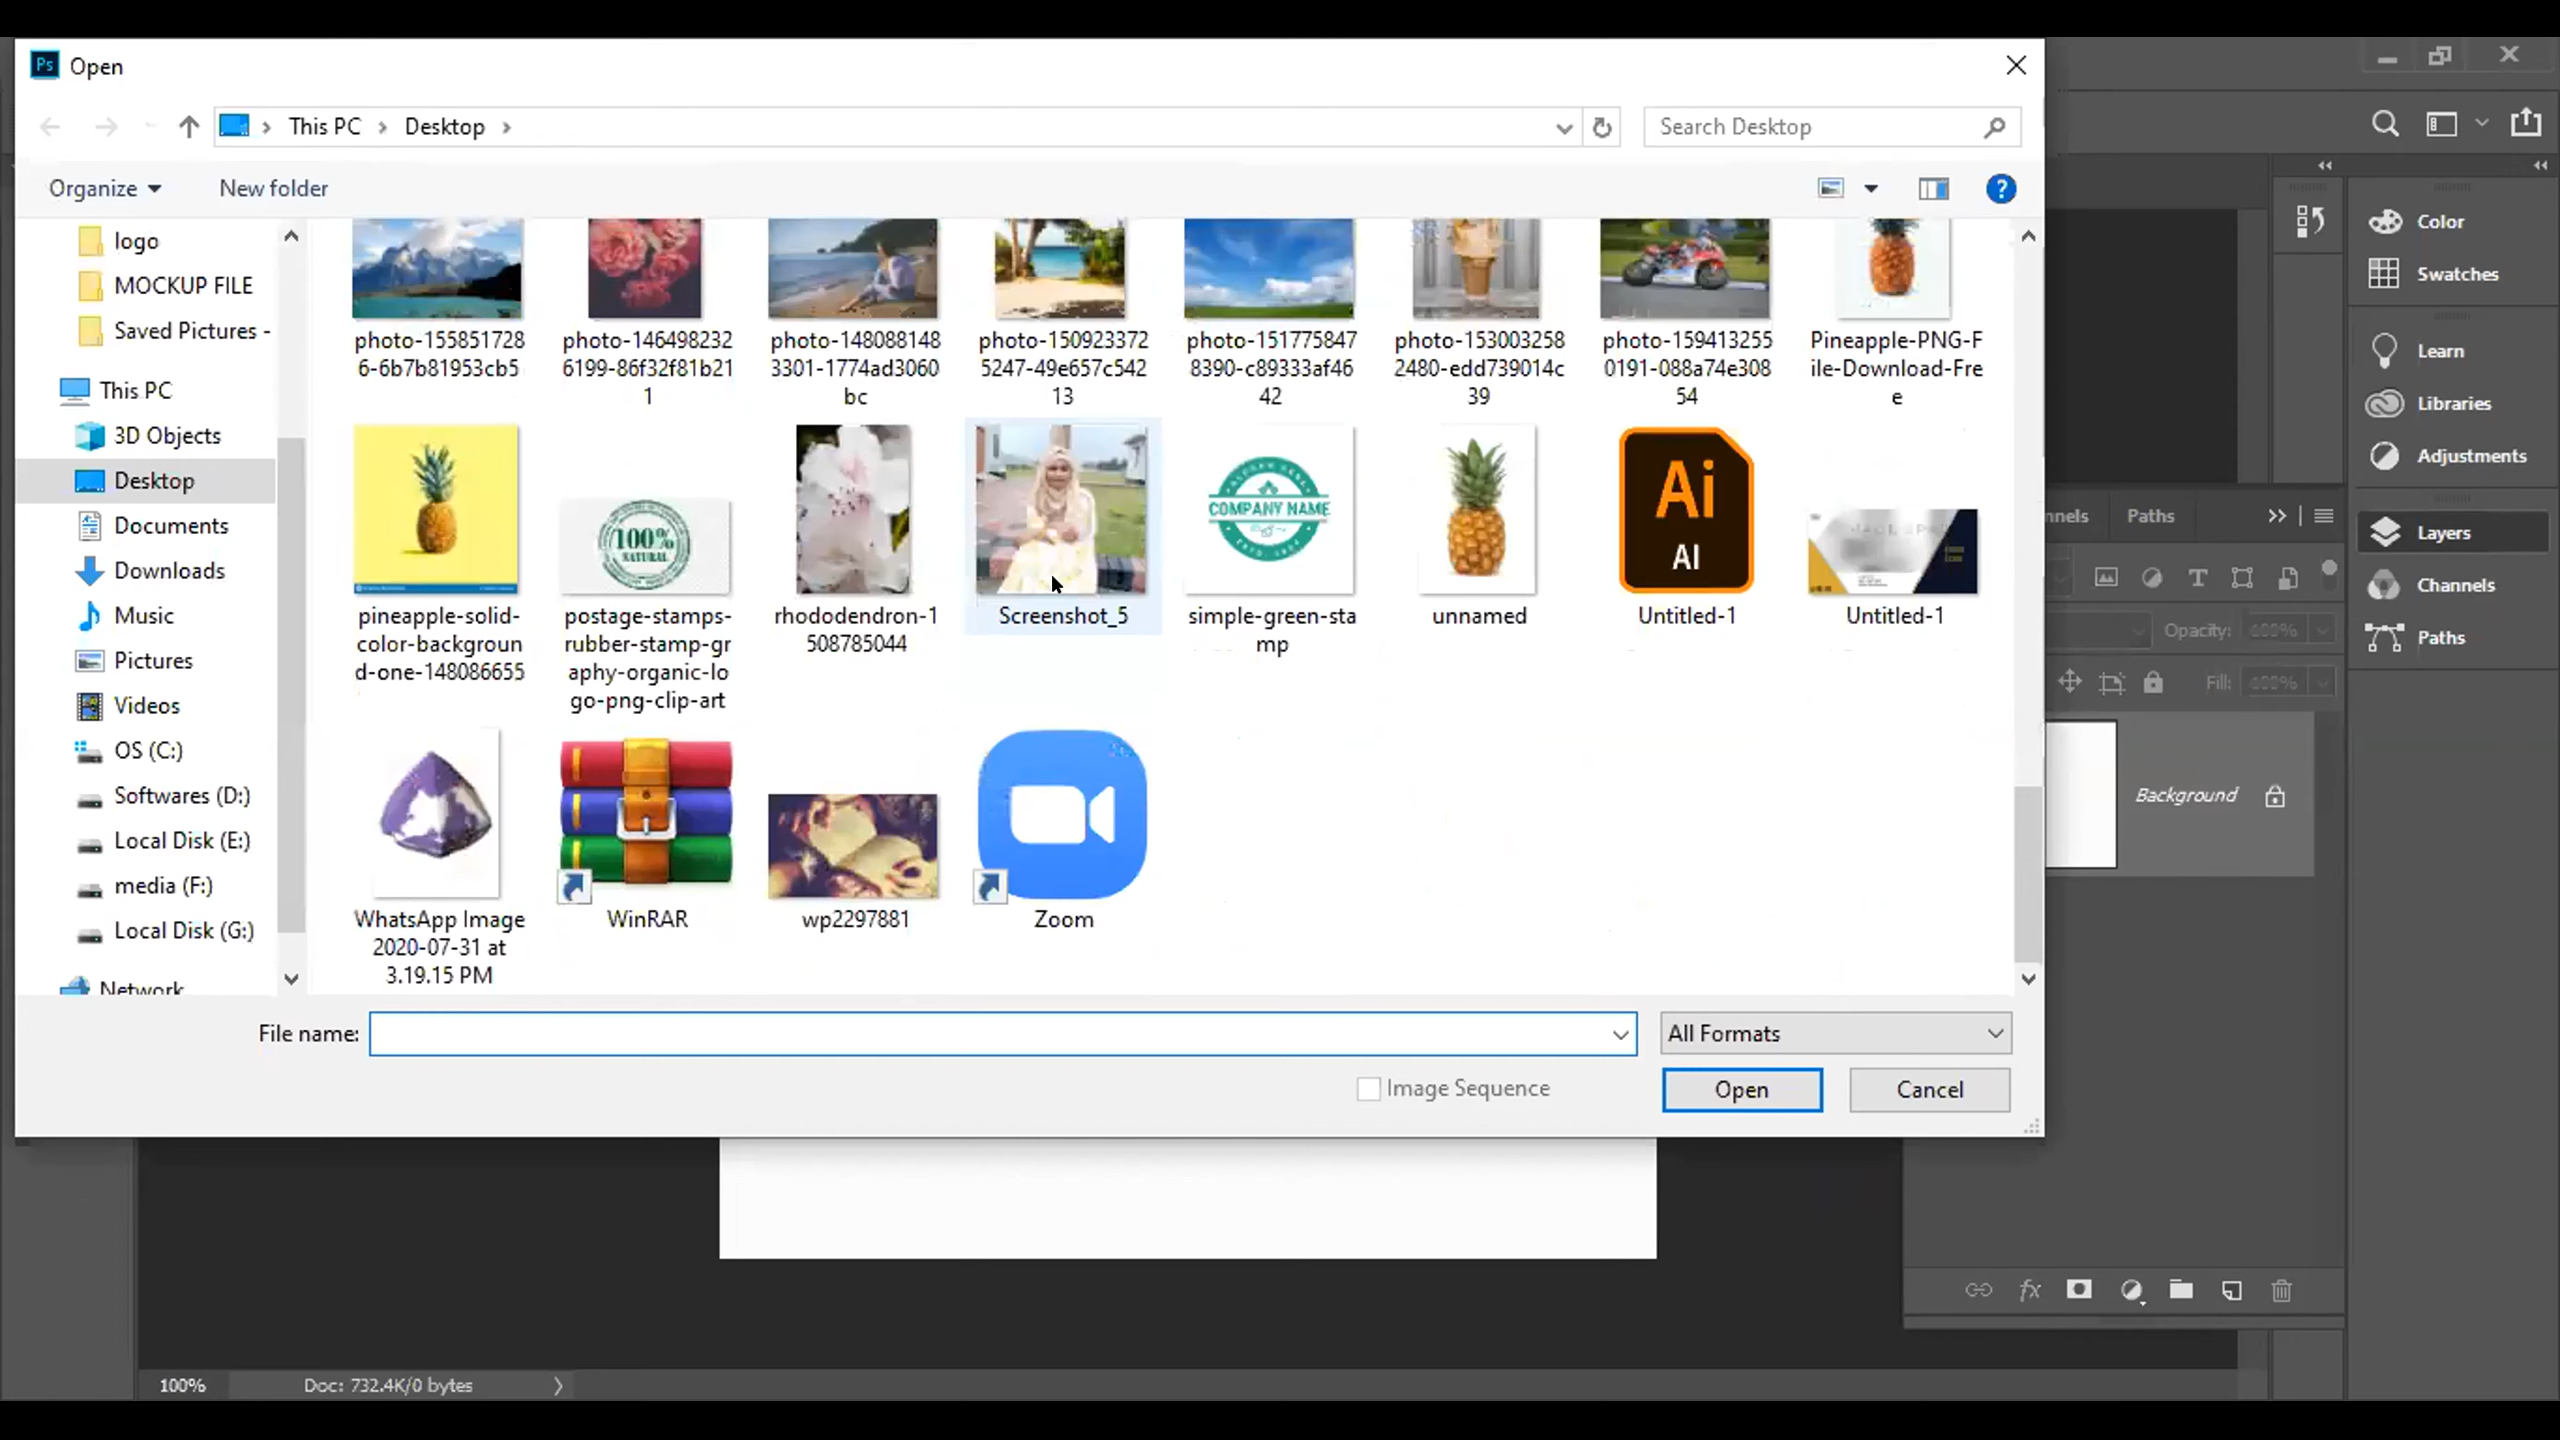 Ps Open
This PC Desktop
Search Desktop
Organize New folder
logo
MOCKUP FILE
Saved Pictures -
This PC
3D Objects
Desktop
Documents
Downloads
Music
Pictures
Videos
OS (C:)
Softwares (D:)
Local Disk (E:)
media (F:)
Local Disk (G:)
Network
photo-155851728
6-6b7b81953cb5
photo-146498232
6199-86f32f81b21
1
photo-148088148
3301-1774ad3060
bc
photo-150923372
5247-49e657c542
13
photo-151775847
8390-c89333af46
42
photo-153003258
2480-edd739014c
39
photo-159413255
0191-088a74e308
54
Pineapple-PNG-F
ile-Download-Fre
e
pineapple-solid-
color-backgroun
d-one-148086655
100%
NATURAL
postage-stamps-
rubber-stamp-gr
aphy-organic-lo
go-png-clip-art
rhododendron-1
508785044
Screenshot_5
COMPANY NAME
simple-green-sta
mp
unnamed
Ai
AI
Untitled-1
Untitled-1
WhatsApp Image
2020-07-31 at
3.19.15 PM
WinRAR
wp2297881
Zoom
File name:
All Formats
Image Sequence
Open
Cancel
Color
Swatches
Learn
Libraries
Adjustments
Layers
Channels
Paths
nnels Paths
Opacity:
Fill:
Background
fx
100% Doc: 732.4K/0 bytes